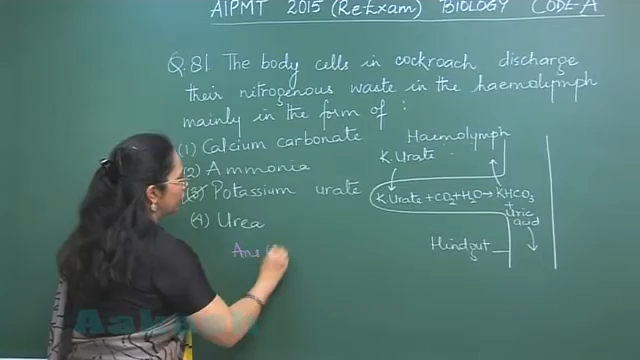 AIPMT 2015 (Re-Exam) BIOLOGY CODE-A
Q.81. The body cells in cockroach discharge
their nitrogenous waste in the haemolymph
mainly in the form of :
(1) Calcium carbonate
(2) Ammonia
(3) Potassium urate
(4) Urea
Ans
Haemolymph
K.Urate
K.Urate + CO2 + H2O → KHCO3
+
Uric
acid
Hindgut
Aakash